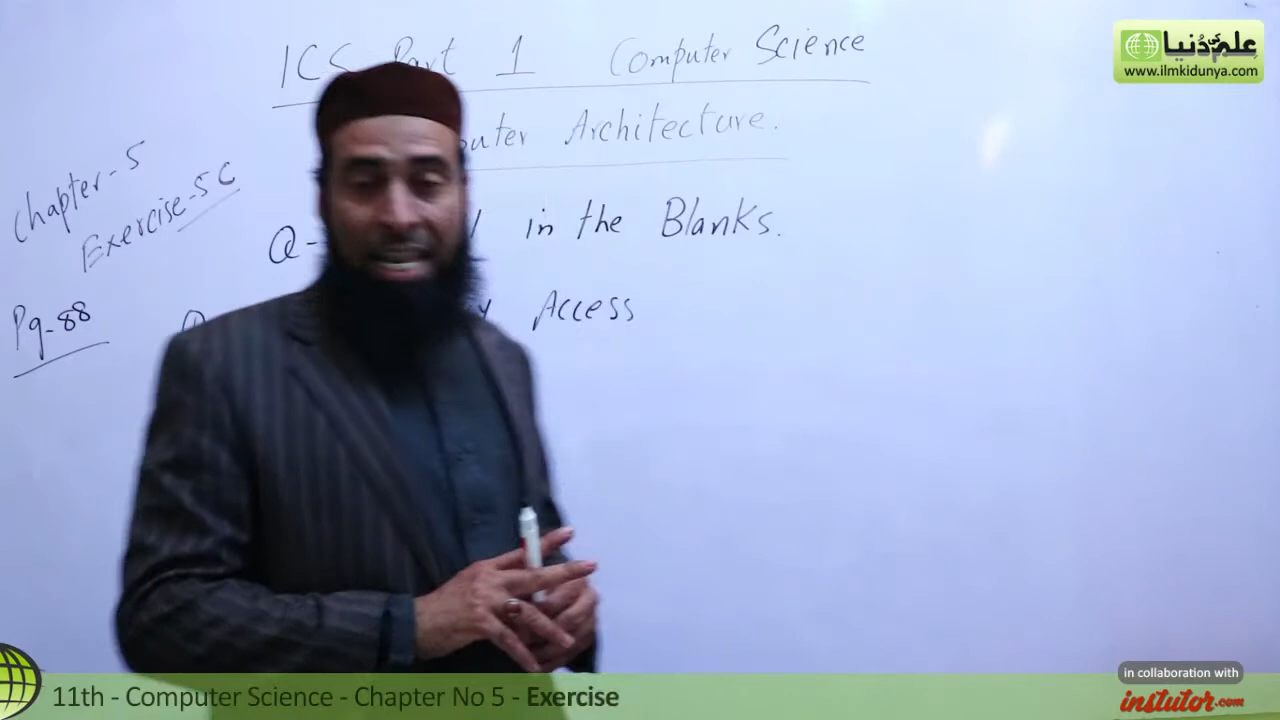 ICS Part 1 Computer Science
Architecture.
Chapter-5
Exercise-5C
Q- in the Blanks.
Pg-88
Access
علم کی دُنیا
www.ilmkidunya.com
in collaboration with
instutor.com
11th - Computer Science - Chapter No 5 - Exercise